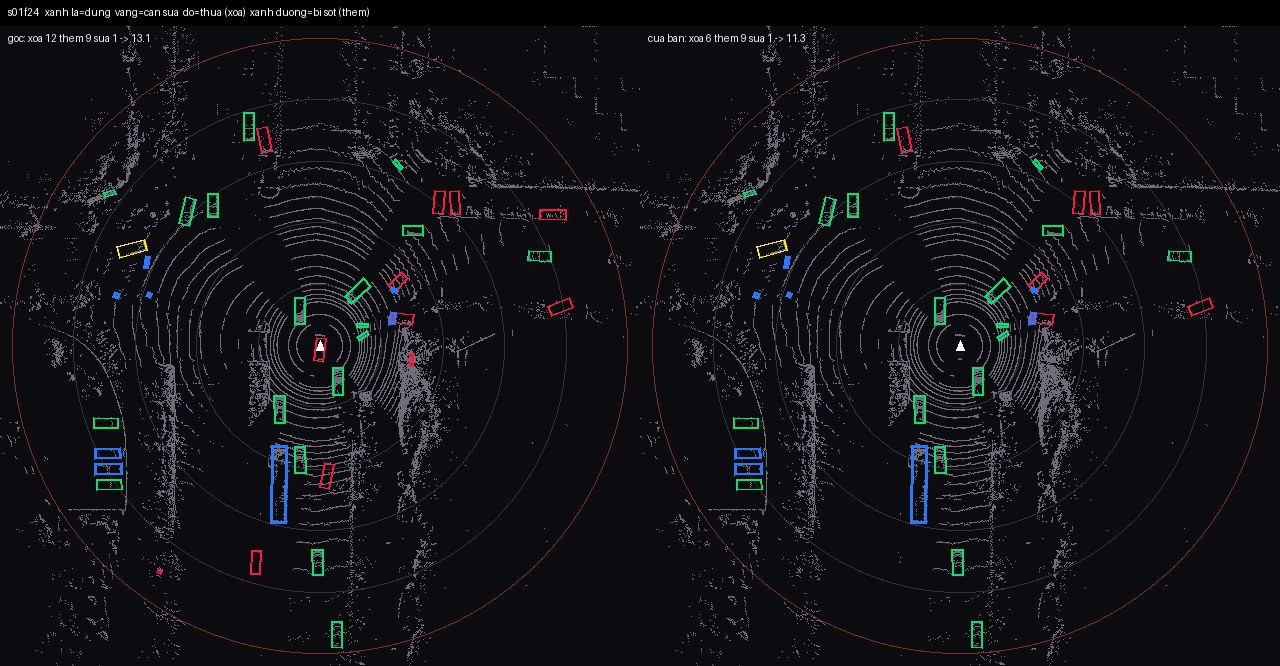 s01f24 xanh la=dung vang=can sua do=thua (xoa) xanh duong=bi sot (them)
goc: xoa 12 them 9 sua 1 -> 13.1
cua ban: xoa 6 them 9 sua 1 -> 11.3